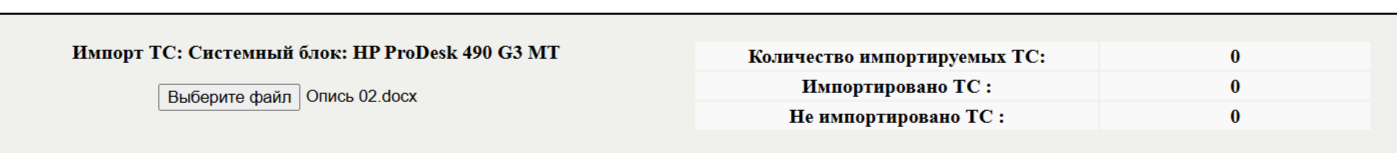 Импорт ТС: Системный блок: HP ProDesk 490 G3 MT
Выберите файл Опись 02.docx
Количество импортируемых ТС: 0
Импортировано ТС : 0
Не импортировано ТС : 0